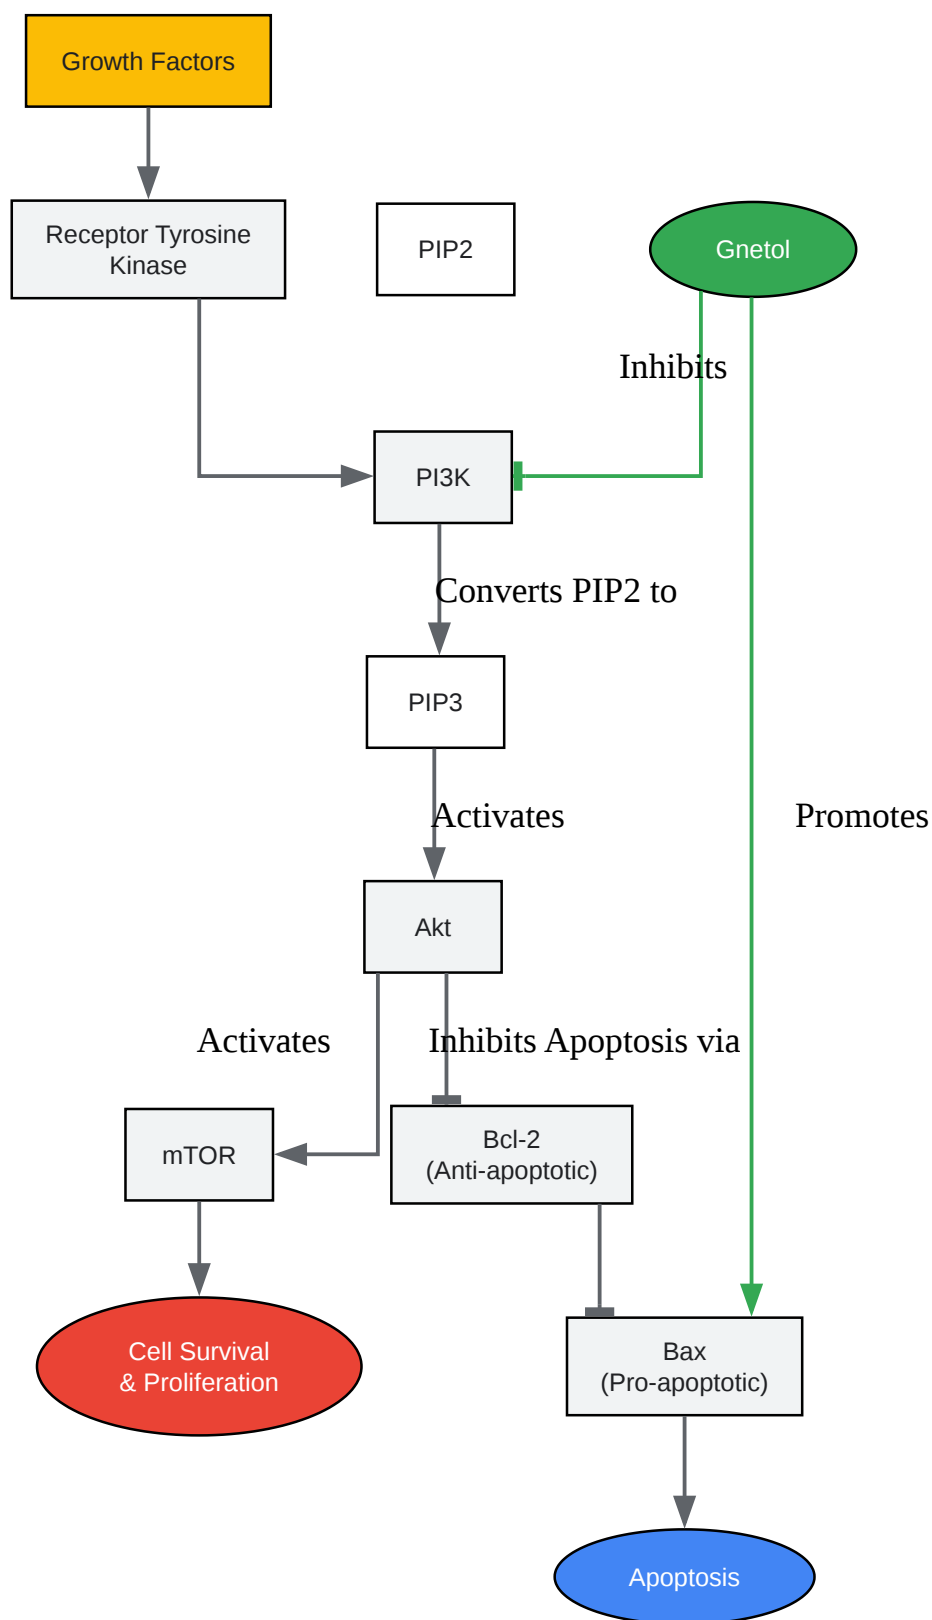 Growth Factors
Receptor Tyrosine
Kinase
PIP2
Gnetol
Inhibits
PI3K
Converts PIP2 to
PIP3
Activates
Promotes
Akt
Activates
Inhibits Apoptosis via
mTOR
Bcl-2
(Anti-apoptotic)
Cell Survival
& Proliferation
Bax
(Pro-apoptotic)
Apoptosis